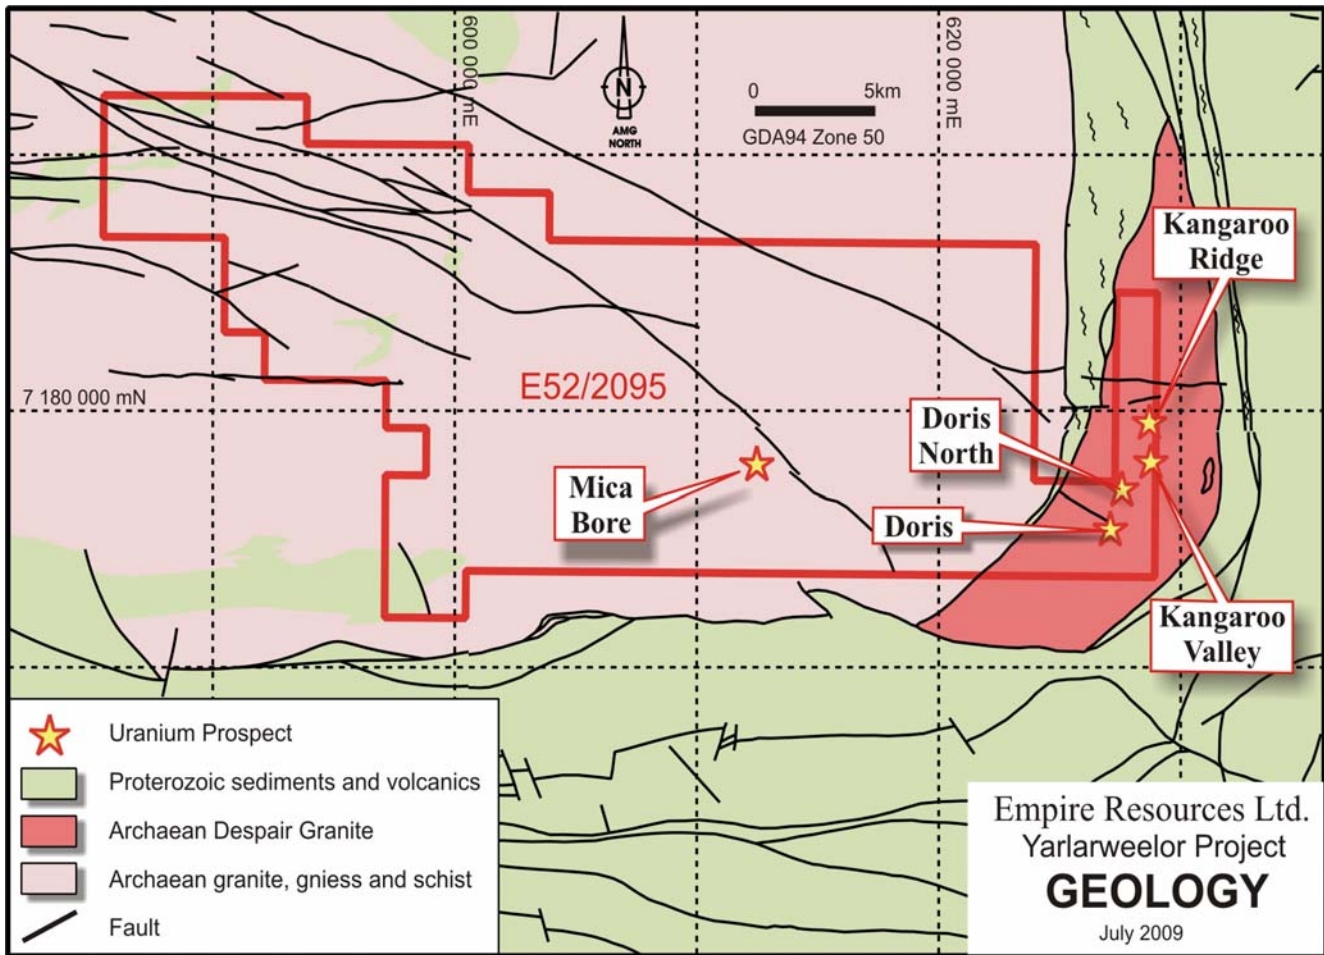 600 000 mE
N
AMG
NORTH
0 5km
GDA94 Zone 50
620 000 mE
Kangaroo
Ridge
7 180 000 mN
E52/2095
Doris
North
Mica
Bore
Doris
Kangaroo
Valley
Uranium Prospect
Proterozoic sediments and volcanics
Archaean Despair Granite
Archaean granite, gniess and schist
Fault
Empire Resources Ltd.
Yarlarweelor Project
GEOLOGY
July 2009